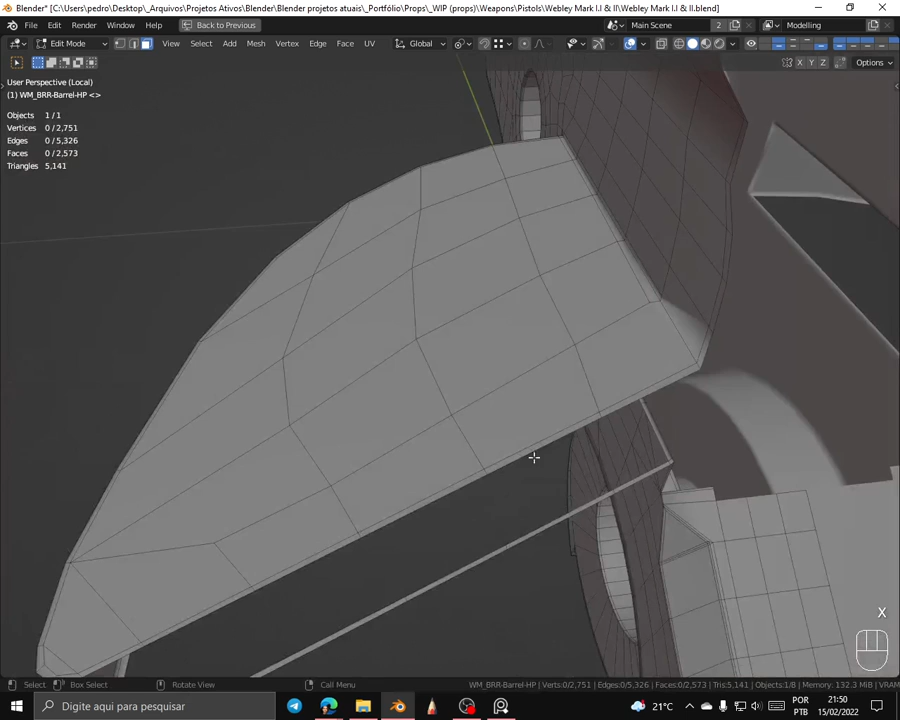 Blender* [C:\Users\pedro\Desktop\_Arquivos\Projetos Ativos\Blender\Blender projetos atuais\_Portfólio\Props\_WIP (props)\Weapons\Pistols\Webley Mark I.I & II\Webley Mark I.I & II.blend]
File Edit Render Window Help Back to Previous Main Scene 2 Modelling
Edit Mode View Select Add Mesh Vertex Edge Face UV Global
X Y Z Options
User Perspective (Local)
(1) WM_BRR-Barrel-HP <>
Objects 1/1
Vertices 0/2,751
Edges 0/5,326
Faces 0/2,573
Triangles 5,141
X
Select Box Select Rotate View Call Menu WM_BRR-Barrel-HP | Verts:0/2,751 | Edges:0/5,326 | Faces:0/2,573 | Tris:5,141 | Objects:1/8 | Memory: 132.3 MiB | VRAM
Digite aqui para pesquisar 21°C POR 21:50
PTB 15/02/2022